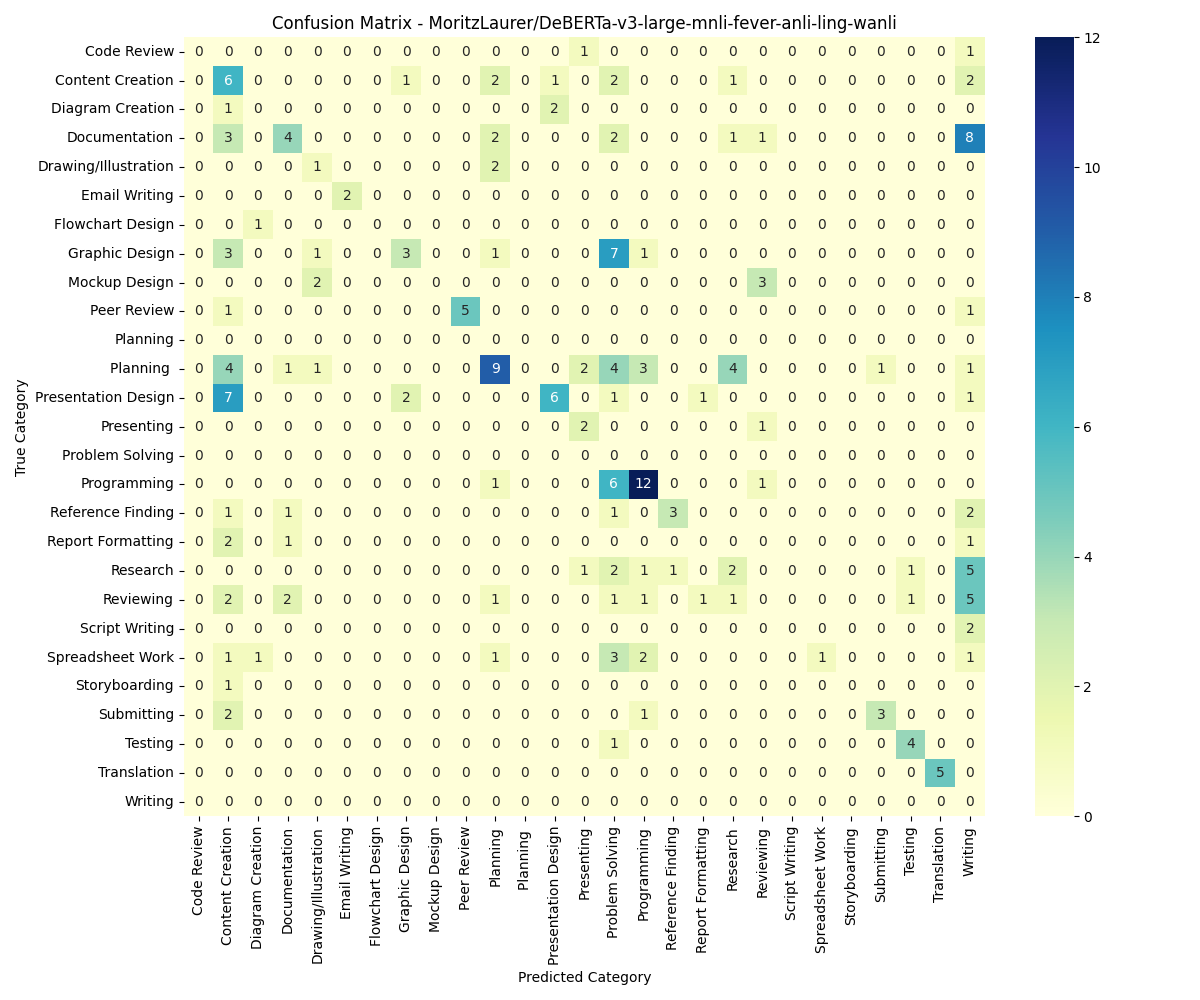 Confusion Matrix - MoritzLaurer/DeBERTa-v3-large-mnli-fever-anli-ling-wanli
True Category
Code Review 0 0 0 0 0 0 0 0 0 0 0 0 0 1 0 0 0 0 0 0 0 0 0 0 0 0 1
Content Creation 0 6 0 0 0 0 0 1 0 0 2 0 1 0 2 0 0 0 1 0 0 0 0 0 0 0 2
Diagram Creation 0 1 0 0 0 0 0 0 0 0 0 0 2 0 0 0 0 0 0 0 0 0 0 0 0 0 0
Documentation 0 3 0 4 0 0 0 0 0 0 2 0 0 0 2 0 0 0 1 1 0 0 0 0 0 0 8
Drawing/Illustration 0 0 0 0 1 0 0 0 0 0 2 0 0 0 0 0 0 0 0 0 0 0 0 0 0 0 0
Email Writing 0 0 0 0 0 2 0 0 0 0 0 0 0 0 0 0 0 0 0 0 0 0 0 0 0 0 0
Flowchart Design 0 0 1 0 0 0 0 0 0 0 0 0 0 0 0 0 0 0 0 0 0 0 0 0 0 0 0
Graphic Design 0 3 0 0 1 0 0 3 0 0 1 0 0 0 7 1 0 0 0 0 0 0 0 0 0 0 0
Mockup Design 0 0 0 0 2 0 0 0 0 0 0 0 0 0 0 0 0 0 0 3 0 0 0 0 0 0 0
Peer Review 0 1 0 0 0 0 0 0 0 5 0 0 0 0 0 0 0 0 0 0 0 0 0 0 0 0 1
Planning 0 0 0 0 0 0 0 0 0 0 0 0 0 0 0 0 0 0 0 0 0 0 0 0 0 0 0
Planning 0 4 0 1 1 0 0 0 0 0 9 0 0 2 4 3 0 0 4 0 0 0 0 1 0 0 1
Presentation Design 0 7 0 0 0 0 0 2 0 0 0 0 6 0 1 0 0 1 0 0 0 0 0 0 0 0 1
Presenting 0 0 0 0 0 0 0 0 0 0 0 0 0 2 0 0 0 0 0 1 0 0 0 0 0 0 0
Problem Solving 0 0 0 0 0 0 0 0 0 0 0 0 0 0 0 0 0 0 0 0 0 0 0 0 0 0 0
Programming 0 0 0 0 0 0 0 0 0 0 1 0 0 0 6 12 0 0 0 1 0 0 0 0 0 0 0
Reference Finding 0 1 0 1 0 0 0 0 0 0 0 0 0 0 1 0 3 0 0 0 0 0 0 0 0 0 2
Report Formatting 0 2 0 1 0 0 0 0 0 0 0 0 0 0 0 0 0 0 0 0 0 0 0 0 0 0 1
Research 0 0 0 0 0 0 0 0 0 0 0 0 0 1 2 1 1 0 2 0 0 0 0 0 1 0 5
Reviewing 0 2 0 2 0 0 0 0 0 0 1 0 0 0 1 1 0 1 1 0 0 0 0 0 1 0 5
Script Writing 0 0 0 0 0 0 0 0 0 0 0 0 0 0 0 0 0 0 0 0 0 0 0 0 0 0 2
Spreadsheet Work 0 1 1 0 0 0 0 0 0 0 1 0 0 0 3 2 0 0 0 0 0 1 0 0 0 0 1
Storyboarding 0 1 0 0 0 0 0 0 0 0 0 0 0 0 0 0 0 0 0 0 0 0 0 0 0 0 0
Submitting 0 2 0 0 0 0 0 0 0 0 0 0 0 0 0 1 0 0 0 0 0 0 0 3 0 0 0
Testing 0 0 0 0 0 0 0 0 0 0 0 0 0 0 1 0 0 0 0 0 0 0 0 0 4 0 0
Translation 0 0 0 0 0 0 0 0 0 0 0 0 0 0 0 0 0 0 0 0 0 0 0 0 0 5 0
Writing 0 0 0 0 0 0 0 0 0 0 0 0 0 0 0 0 0 0 0 0 0 0 0 0 0 0 0
Code Review
Content Creation
Diagram Creation
Documentation
Drawing/Illustration
Email Writing
Flowchart Design
Graphic Design
Mockup Design
Peer Review
Planning
Planning
Presentation Design
Presenting
Problem Solving
Programming
Reference Finding
Report Formatting
Research
Reviewing
Script Writing
Spreadsheet Work
Storyboarding
Submitting
Testing
Translation
Writing
Predicted Category
12
10
8
6
4
2
0